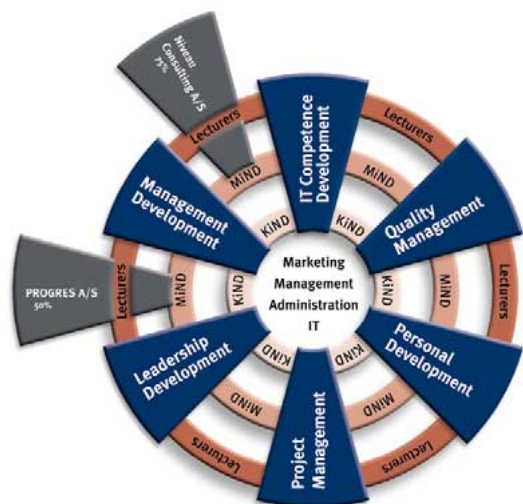 Niveau
Consulting A/S
75%
Lecturers
MiND
KiND
IT Competence
Development
Lecturers
MiND
KiND
Quality
Management
Lecturers
MiND
KiND
Personal
Development
Lecturers
MiND
KiND
Project
Management
Lecturers
MiND
KiND
Leadership
Development
PROGRES A/S
50%
Lecturers
MiND
KiND
Management
Development
Marketing
Management
Administration
IT